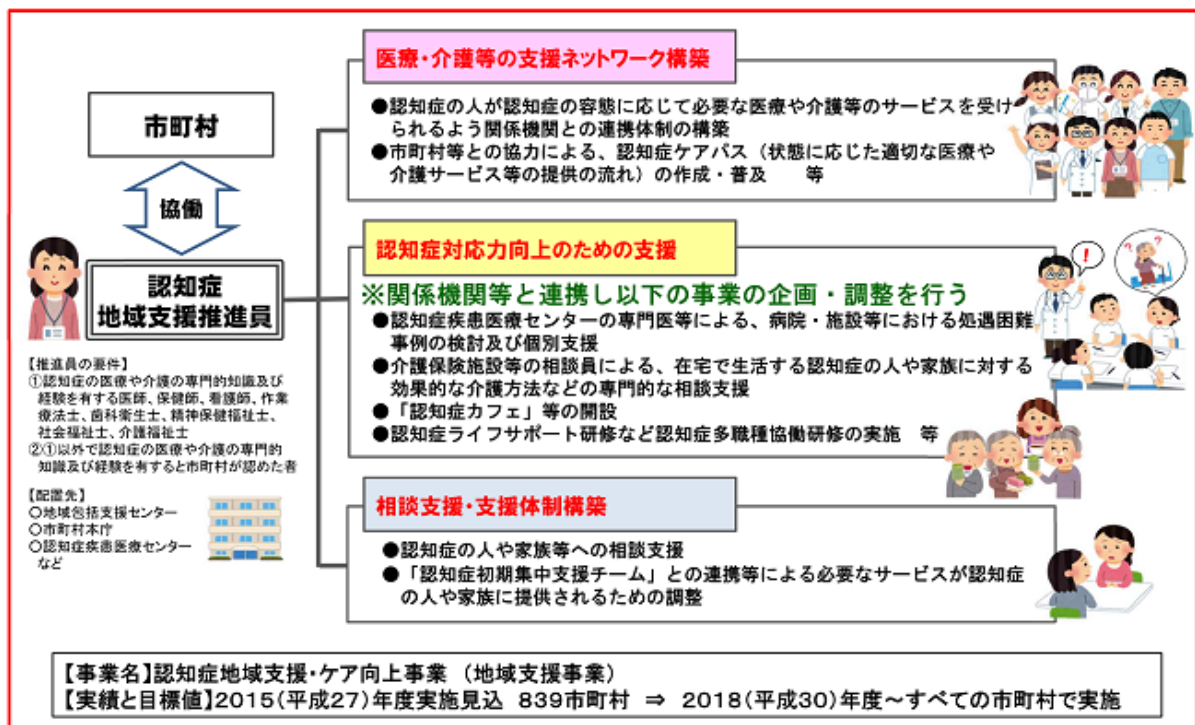 市町村
協働
認知症
地域支援推進員
【推進員の要件】
①認知症の医療や介護の専門的知識及び
経験を有する医師、保健師、看護師、作業
療法士、歯科衛生士、精神保健福祉士、
社会福祉士、介護福祉士
②①以外で認知症の医療や介護の専門的
知識及び経験を有すると市町村が認めた者
【配置先】
○地域包括支援センター
○市町村本庁
○認知症疾患医療センター
など
医療・介護等の支援ネットワーク構築
●認知症の人が認知症の容態に応じて必要な医療や介護等のサービスを受け
られるよう関係機関との連携体制の構築
●市町村等との協力による、認知症ケアパス（状態に応じた適切な医療や
介護サービス等の提供の流れ）の作成・普及　等
認知症対応力向上のための支援
※関係機関等と連携し以下の事業の企画・調整を行う
●認知症疾患医療センターの専門医等による、病院・施設等における処遇困難
事例の検討及び個別支援
●介護保険施設等の相談員による、在宅で生活する認知症の人や家族に対する
効果的な介護方法などの専門的な相談支援
●「認知症カフェ」等の開設
●認知症ライフサポート研修など認知症多職種協働研修の実施　等
!
? ?
相談支援・支援体制構築
●認知症の人や家族等への相談支援
●「認知症初期集中支援チーム」との連携等による必要なサービスが認知症
の人や家族に提供されるための調整
【事業名】認知症地域支援・ケア向上事業（地域支援事業）
【実績と目標値】2015（平成27）年度実施見込　839市町村　⇒　2018（平成30）年度～すべての市町村で実施